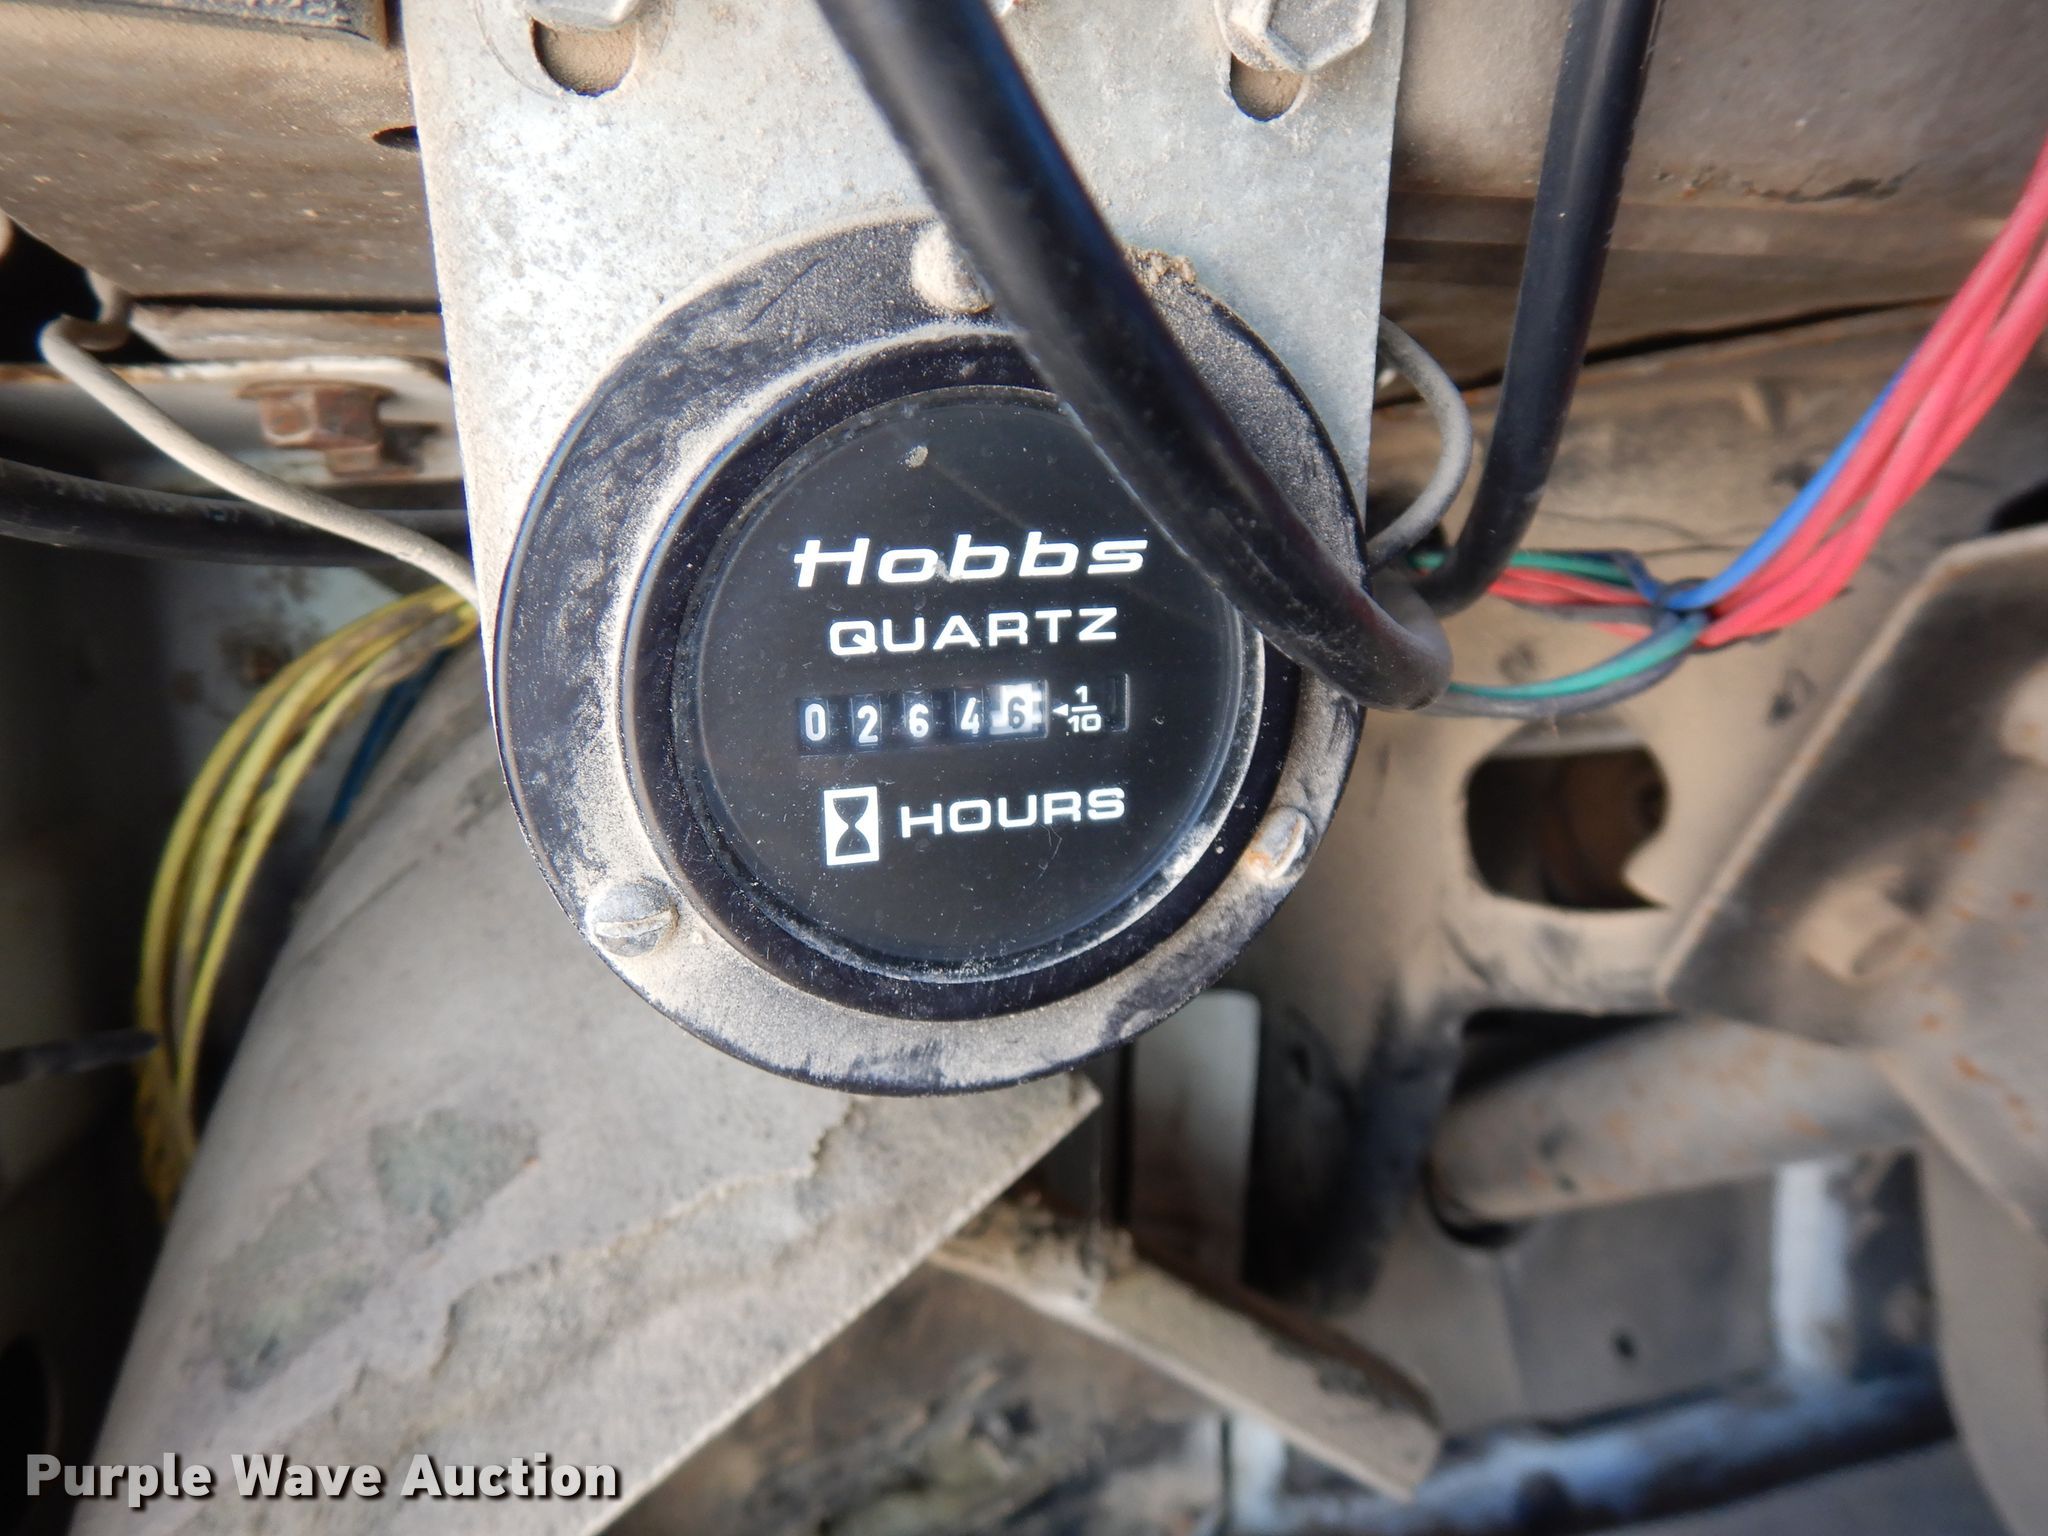 Hobbs
QUARTZ
0 2 6 4 6 1/10
HOURS
Purple Wave Auction